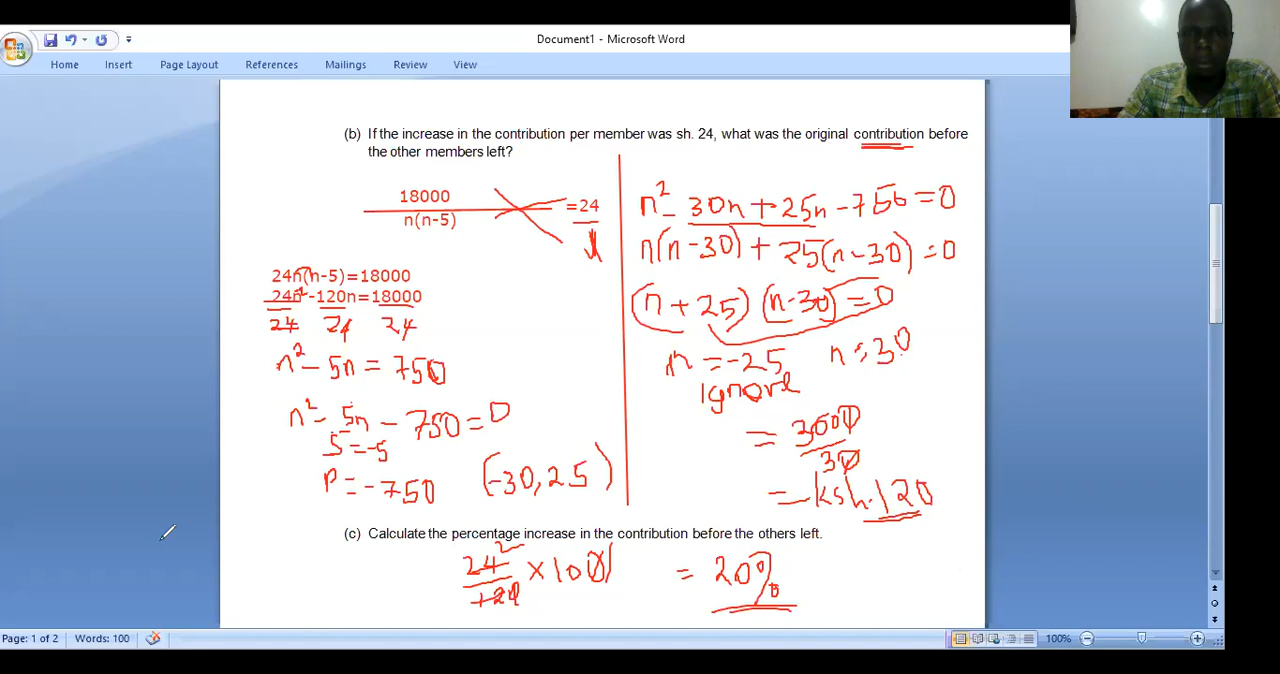 Document1 - Microsoft Word
Home Insert Page Layout References Mailings Review View
(b) If the increase in the contribution per member was sh. 24, what was the original contribution before
the other members left?
18000
n(n-5)
=24
24n(n-5)=18000
24n² -120n=18000
24 24 24
n² - 5n = 750
n² - 5n - 750 = 0
S = -5
P = -750 (-30, 25)
n² - 30n + 25n - 750 = 0
n(n - 30) + 25(n - 30) = 0
(n + 25) (n - 30) = 0
n = -25 n = 30
Ignore
= 3600
30
= ksh. 120
(c) Calculate the percentage increase in the contribution before the others left.
24 2
120
× 100 = 20%
Page: 1 of 2 Words: 100 100%